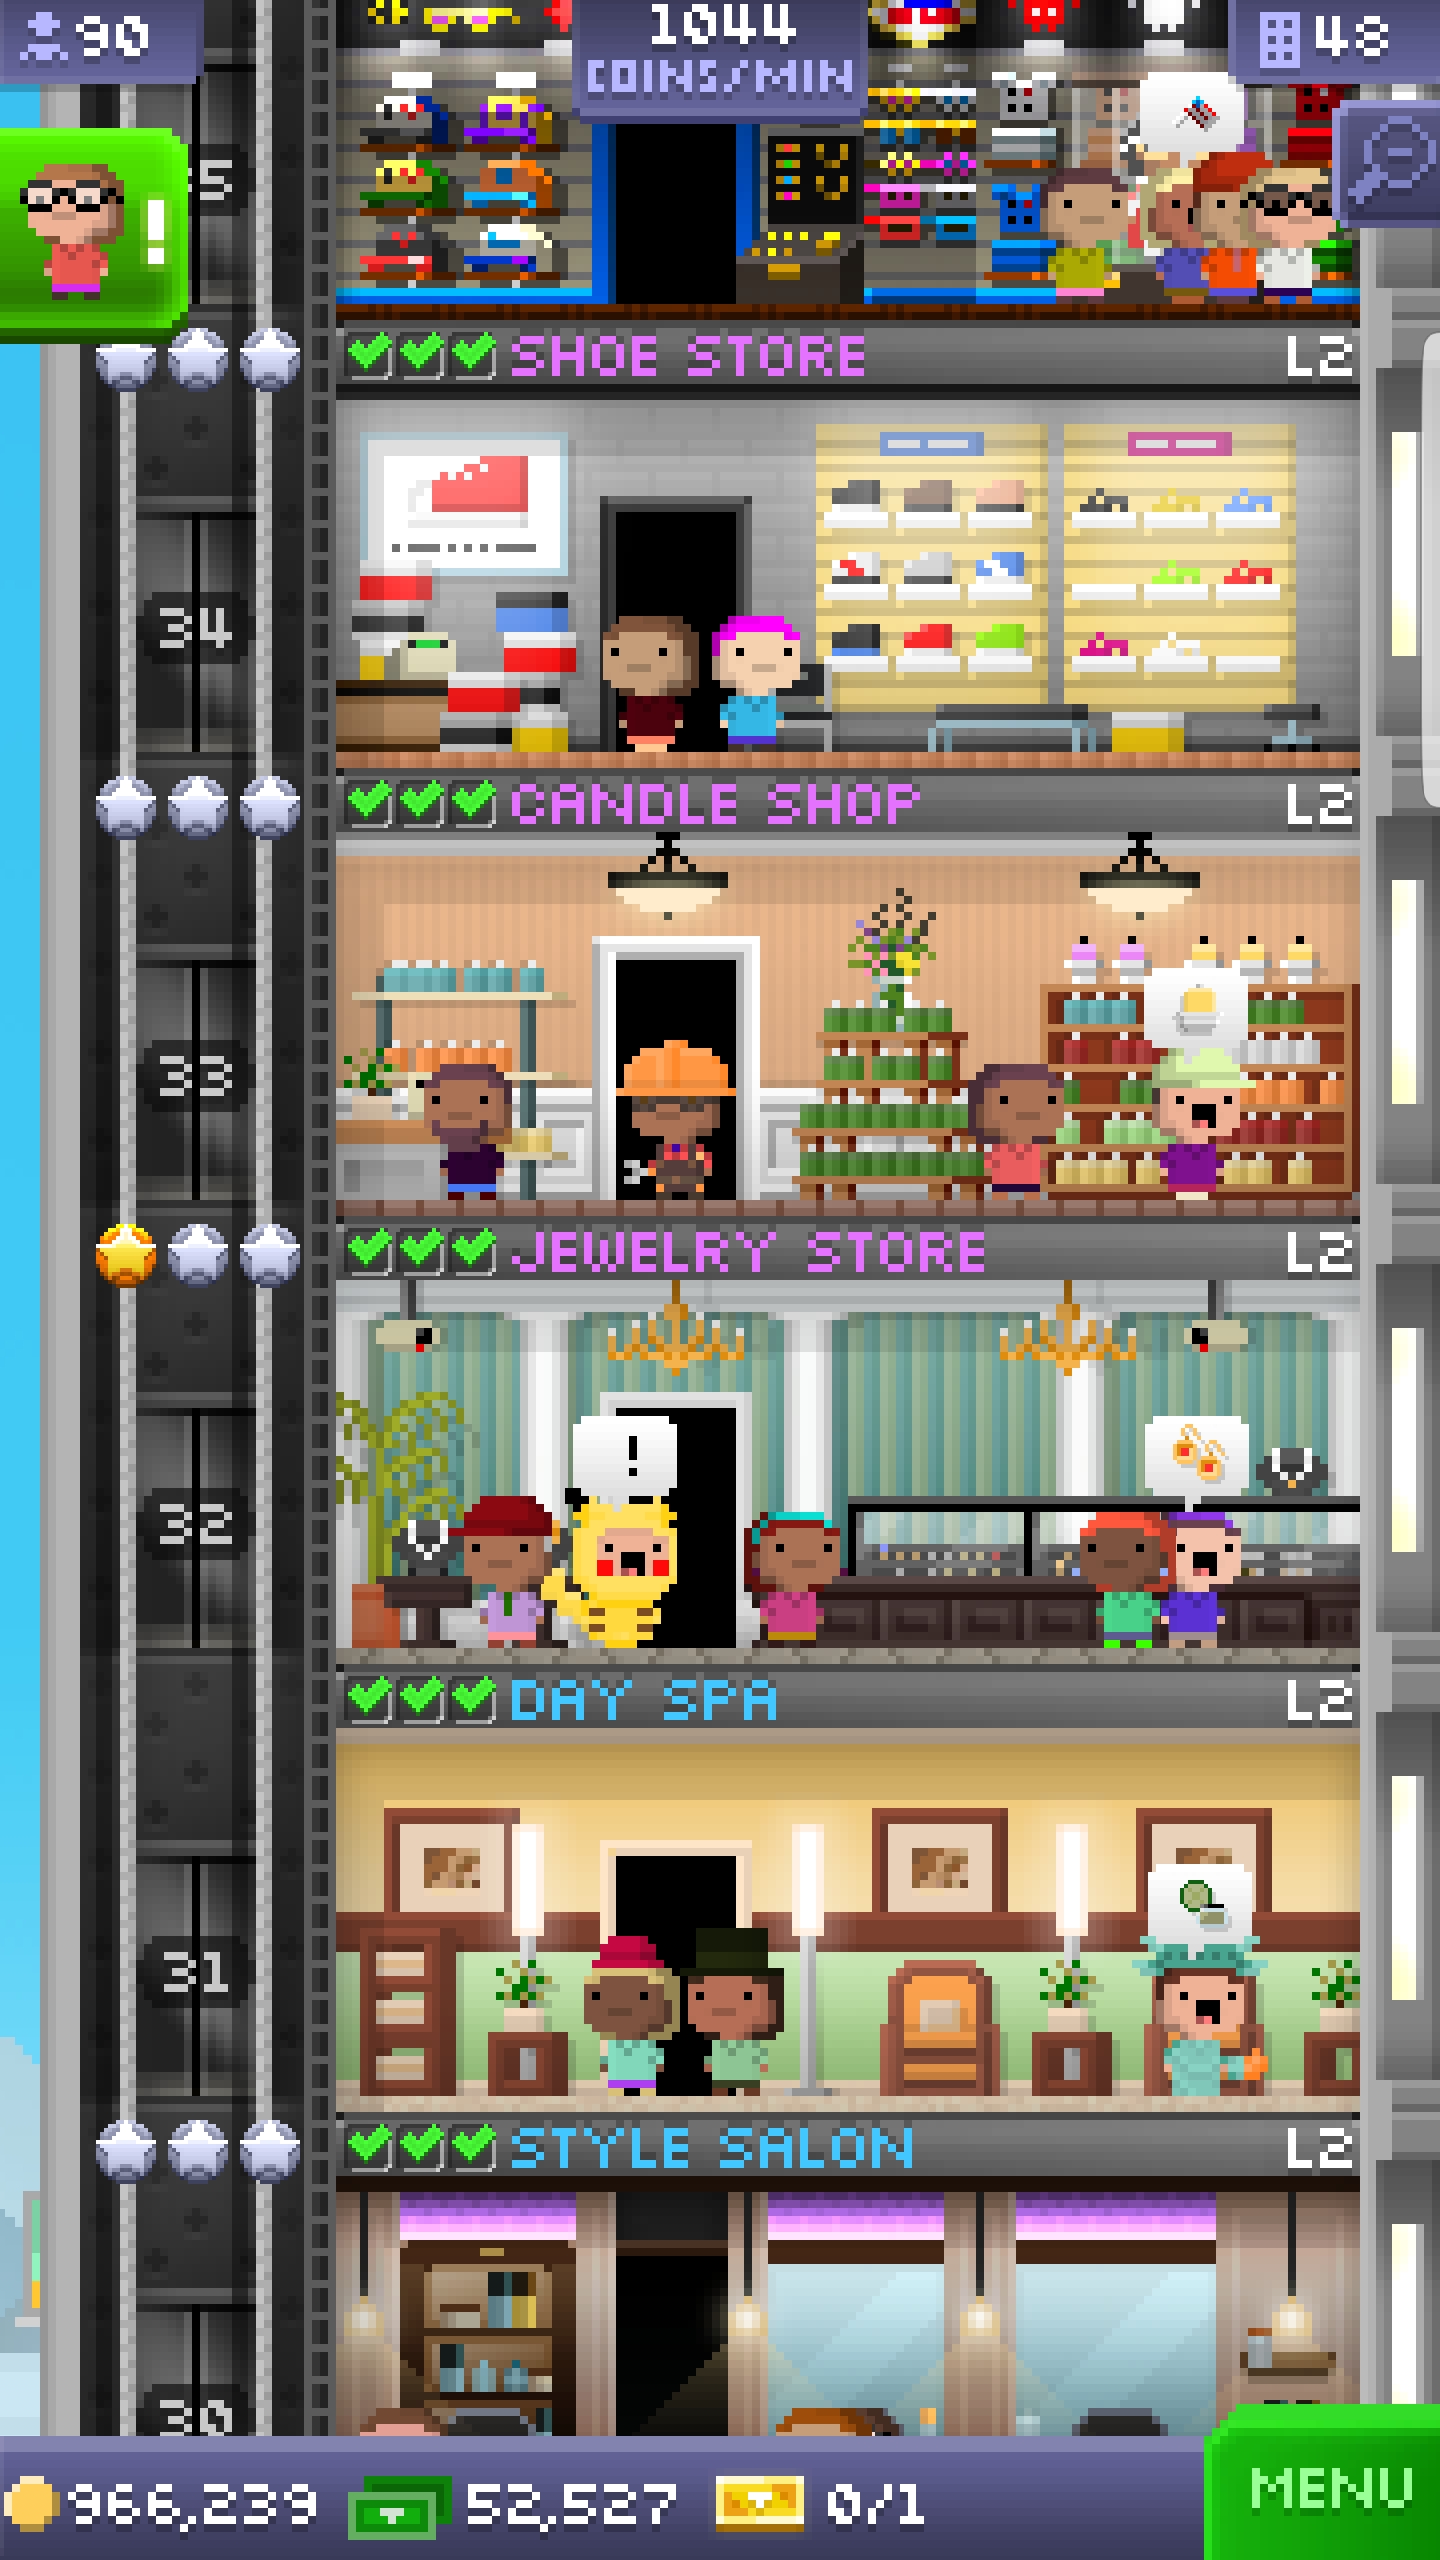 90
1044
COINS/MIN
48
!
SHOE STORE L2
34
CANDLE SHOP L2
33
JEWELRY STORE L2
!
32
DAY SPA L2
31
STYLE SALON L2
30
966,239 52,527 0/1
MENU